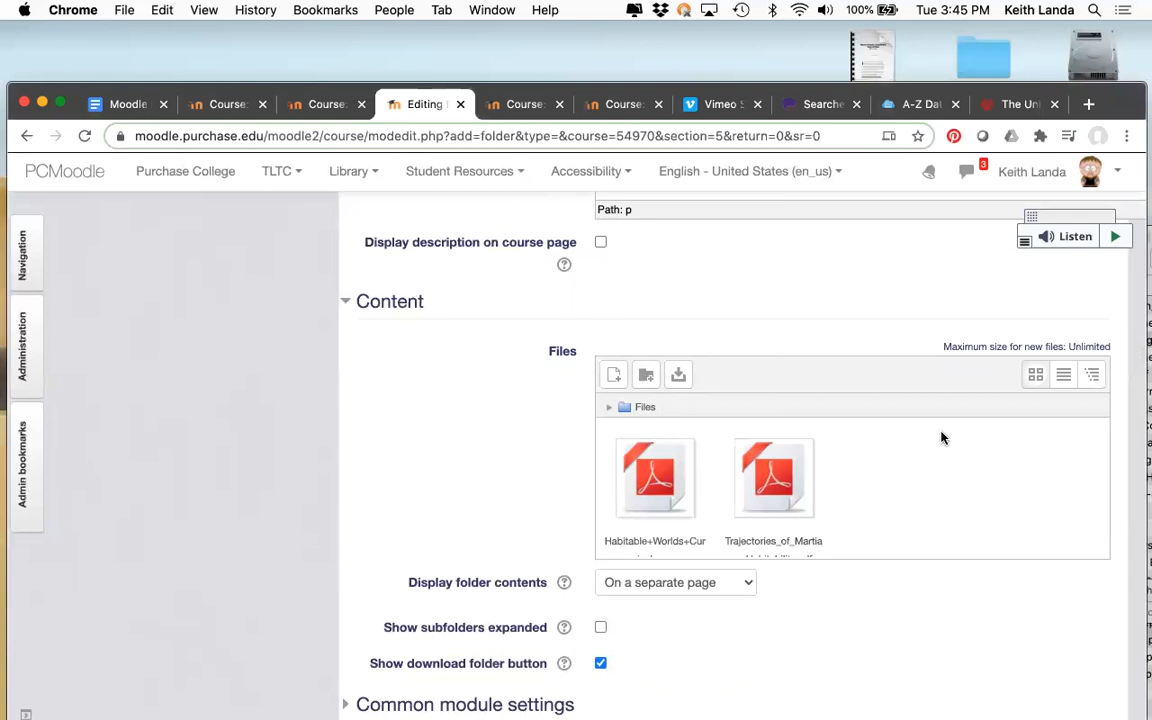 Chrome File Edit View History Bookmarks People Tab Window Help 100% Tue 3:45 PM Keith Landa
Moodle Course: Course: Editing Course: Course: Vimeo S Searche A-Z Dat The Uni
moodle.purchase.edu/moodle2/course/modedit.php?add=folder&type=&course=54970&section=5&return=0&sr=0
PCMoodle Purchase College TLTC Library Student Resources Accessibility English - United States (en_us) 3 Keith Landa
Path: p
Navigation
Display description on course page
Listen
Content
Administration
Files
Maximum size for new files: Unlimited
Files
Admin bookmarks
Habitable+Worlds+Cur Trajectories_of_Martia
Display folder contents On a separate page
Show subfolders expanded
Show download folder button
Common module settings